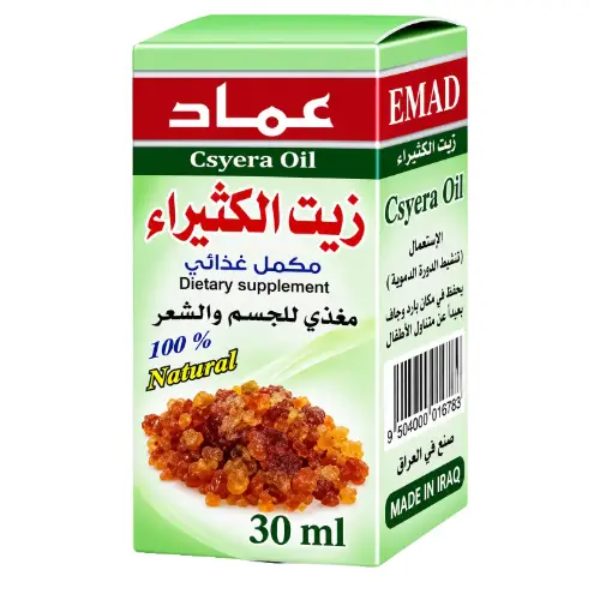 عماد
Csyera Oil
زيت الكثيراء
مكمل غذائي
Dietary supplement
مغذي للجسم والشعر
100 %
Natural
30 ml
EMAD
زيت الكثيراء
Csyera Oil
الإستعمال
(تنشيط الدورة الدموية)
يحفظ في مكان بارد وجاف
بعيداً عن متناول الأطفال
9 504000 016783
صنع في العراق
MADE IN IRAQ